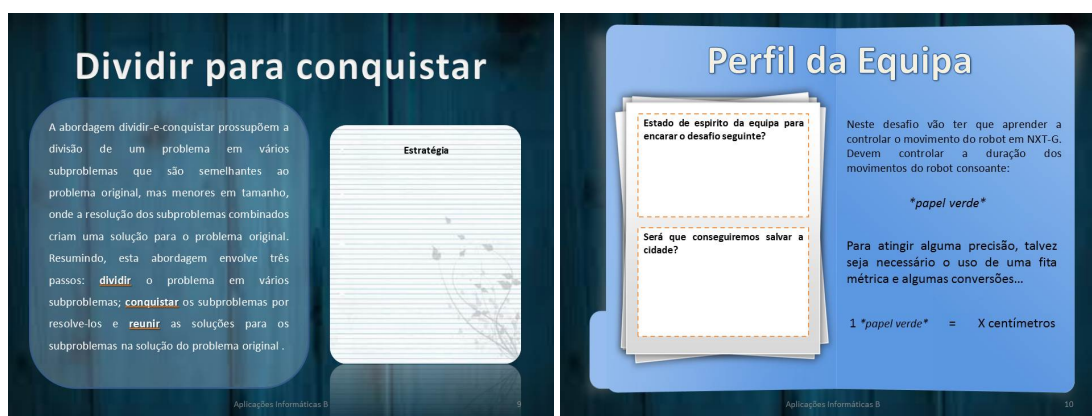 Dividir para conquistar
A abordagem dividir-e-conquistar prossupõem a
divisão de um problema em vários
subproblemas que são semelhantes ao
problema original, mas menores em tamanho,
onde a resolução dos subproblemas combinados
criam uma solução para o problema original.
Resumindo, esta abordagem envolve três
passos: dividir o problema em vários
subproblemas; conquistar os subproblemas por
resolve-los e reunir as soluções para os
subproblemas na solução do problema original .
Estratégia
Aplicações Informáticas B
9
Perfil da Equipa
Estado de espírito da equipa para
encarar o desafio seguinte?
Será que conseguiremos salvar a
cidade?
Neste desafio vão ter que aprender a
controlar o movimento do robot em NXT-G.
Devem controlar a duração dos
movimentos do robot consoante:
*papel verde*
Para atingir alguma precisão, talvez
seja necessário o uso de uma fita
métrica e algumas conversões...
1 *papel verde* = X centímetros
Aplicações Informáticas B
10